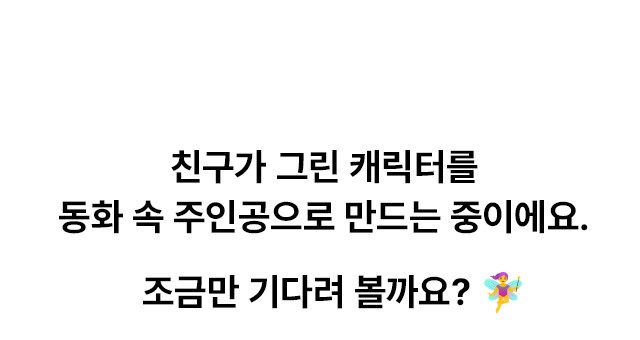 친구가 그린 캐릭터를
동화 속 주인공으로 만드는 중이에요.
조금만 기다려 볼까요? 🧚